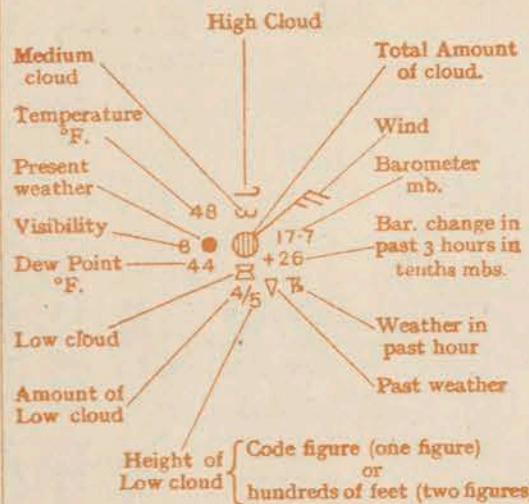 High Cloud
Medium
cloud
Total Amount
of cloud.
Temperature
°F.
Wind
Present
weather
Barometer
mb.
48
Visibility
6
17·7
Bar. change in
past 3 hours in
tenths mbs.
+26
Dew Point
°F.
44
4/5
Low cloud
Weather in
past hour
Amount of
Low cloud
Past weather
Height of
Low cloud
Code figure (one figure)
or
hundreds of feet (two figures